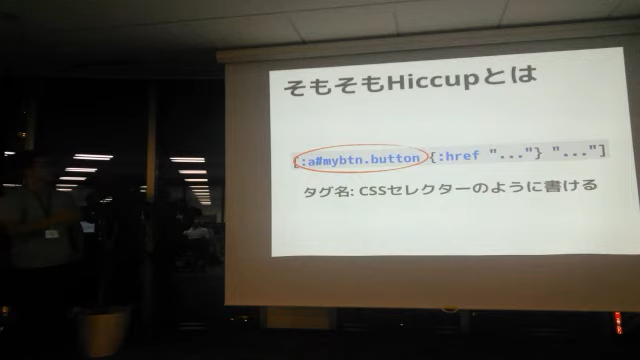 そもそもHiccupとは
[:a#mybtn.button {:href "..."} "..."]
タグ名: CSSセレクターのように書ける